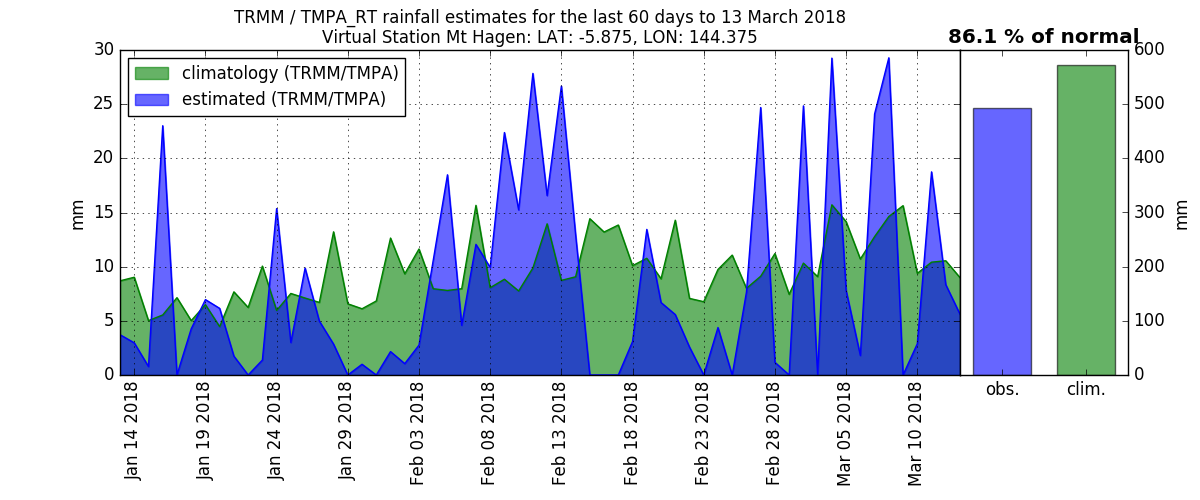 TRMM / TMPA_RT rainfall estimates for the last 60 days to 13 March 2018
Virtual Station Mt Hagen: LAT: -5.875, LON: 144.375
86.1 % of normal
climatology (TRMM/TMPA)
estimated (TRMM/TMPA)
mm
30
25
20
15
10
5
0
Jan 14 2018
Jan 19 2018
Jan 24 2018
Jan 29 2018
Feb 03 2018
Feb 08 2018
Feb 13 2018
Feb 18 2018
Feb 23 2018
Feb 28 2018
Mar 05 2018
Mar 10 2018
obs.
clim.
600
500
400
300
200
100
0
mm